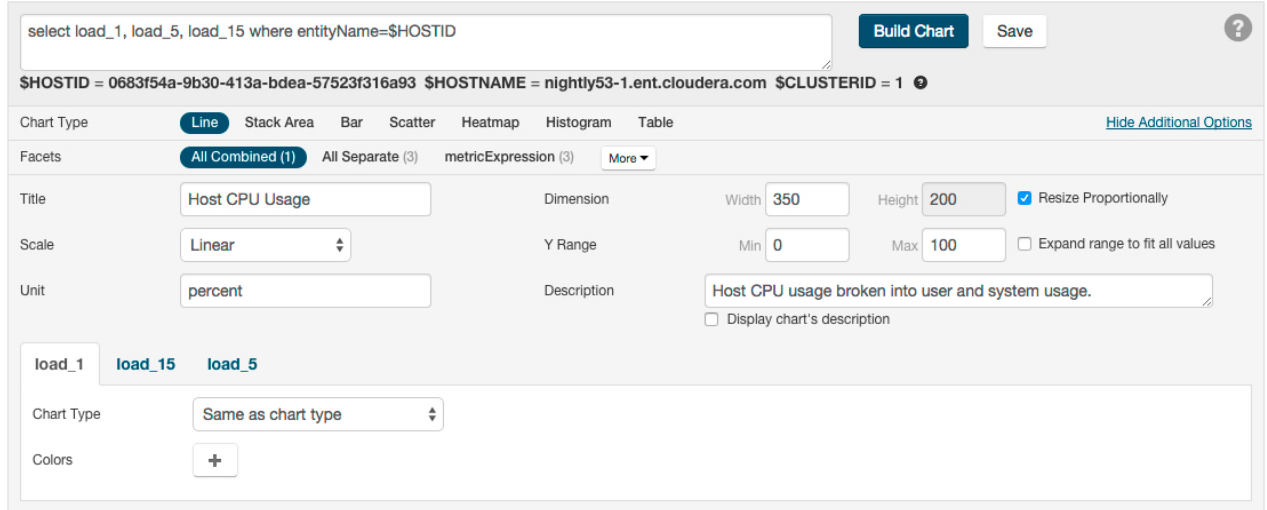 select load_1, load_5, load_15 where entityName=$HOSTID
Build Chart Save ?
$HOSTID = 0683f54a-9b30-413a-bdea-57523f316a93 $HOSTNAME = nightly53-1.ent.cloudera.com $CLUSTERID = 1 ?
Chart Type Line Stack Area Bar Scatter Heatmap Histogram Table Hide Additional Options
Facets All Combined (1) All Separate (3) metricExpression (3) More
Title Host CPU Usage Dimension Width 350 Height 200 Resize Proportionally
Scale Linear Y Range Min 0 Max 100 Expand range to fit all values
Unit percent Description Host CPU usage broken into user and system usage.
Display chart's description
load_1 load_15 load_5
Chart Type Same as chart type
Colors +